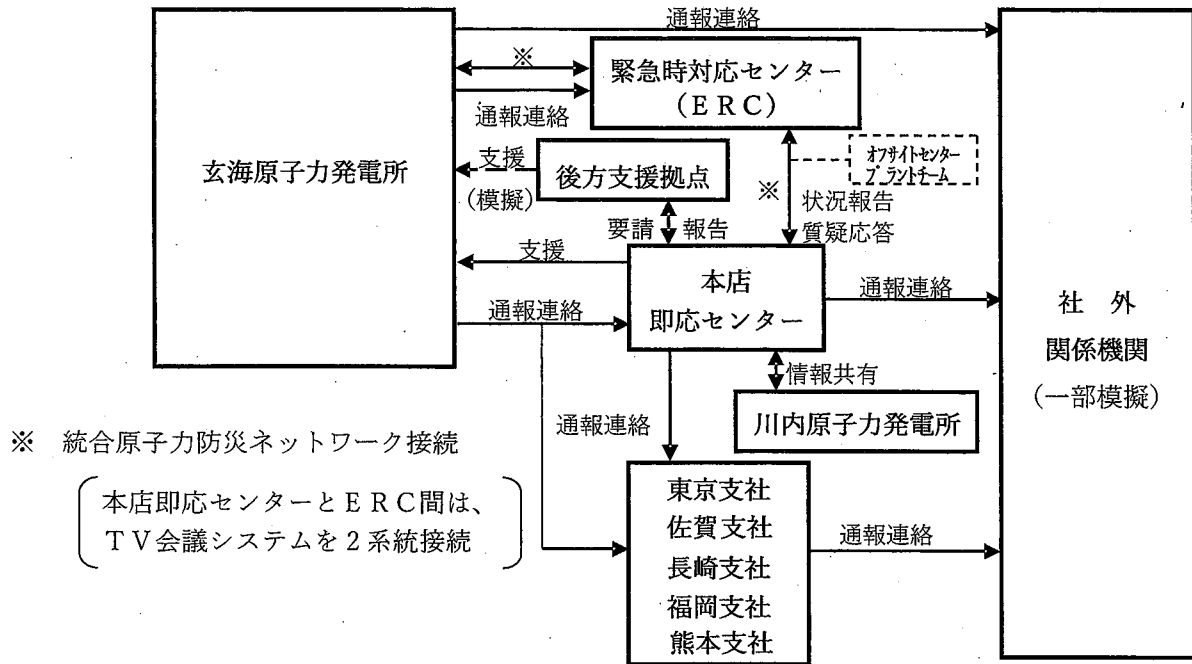 通報連絡
※
緊急時対応センター
(ERC)
通報連絡
玄海原子力発電所
支援
(模擬)
後方支援拠点
オフサイトセンター
プラントチーム
※
状況報告
質疑応答
要請
報告
支援
本店
即応センター
通報連絡
社 外
関係機関
(一部模擬)
通報連絡
情報共有
川内原子力発電所
通報連絡
※ 統合原子力防災ネットワーク接続
本店即応センターとERC間は、
TV会議システムを2系統接続
東京支社
佐賀支社
長崎支社
福岡支社
熊本支社
通報連絡